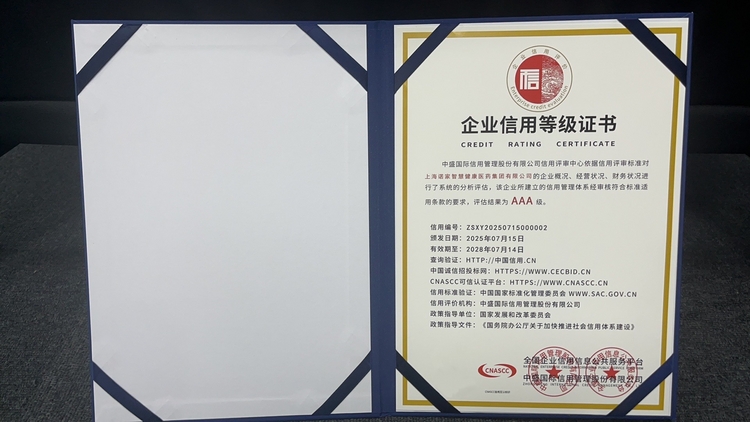 企业信用评价
信
Enterprise credit evaluation
企业信用等级证书
CREDIT RATING CERTIFICATE
中盛国际信用管理股份有限公司信用评审中心依据信用评审标准对
上海诺家智慧健康医药集团有限公司的企业概况、经营状况、财务状况进
行了系统的分析评估，该企业所建立的信用管理体系经审核符合标准适
用条款的要求，评估结果为 AAA 级。
信用编号：ZSXY20250715000002
颁发日期：2025年07月15日
有效期至：2028年07月14日
查询验证：HTTP://中国信用.CN
中国诚信招投标网：HTTPS://WWW.CECBID.CN
CNASCC可信认证平台：HTTPS://WWW.CNASCC.CN
信用标准验证：中国国家标准化管理委员会 WWW.SAC.GOV.CN
信用评价机构：中盛国际信用管理股份有限公司
政策指导单位：国家发展和改革委员会
政策指导文件：《国务院办公厅关于加快推进社会信用体系建设》
CNASCC
全国企业信用信息公共服务平台
中盛国际信用管理股份有限公司